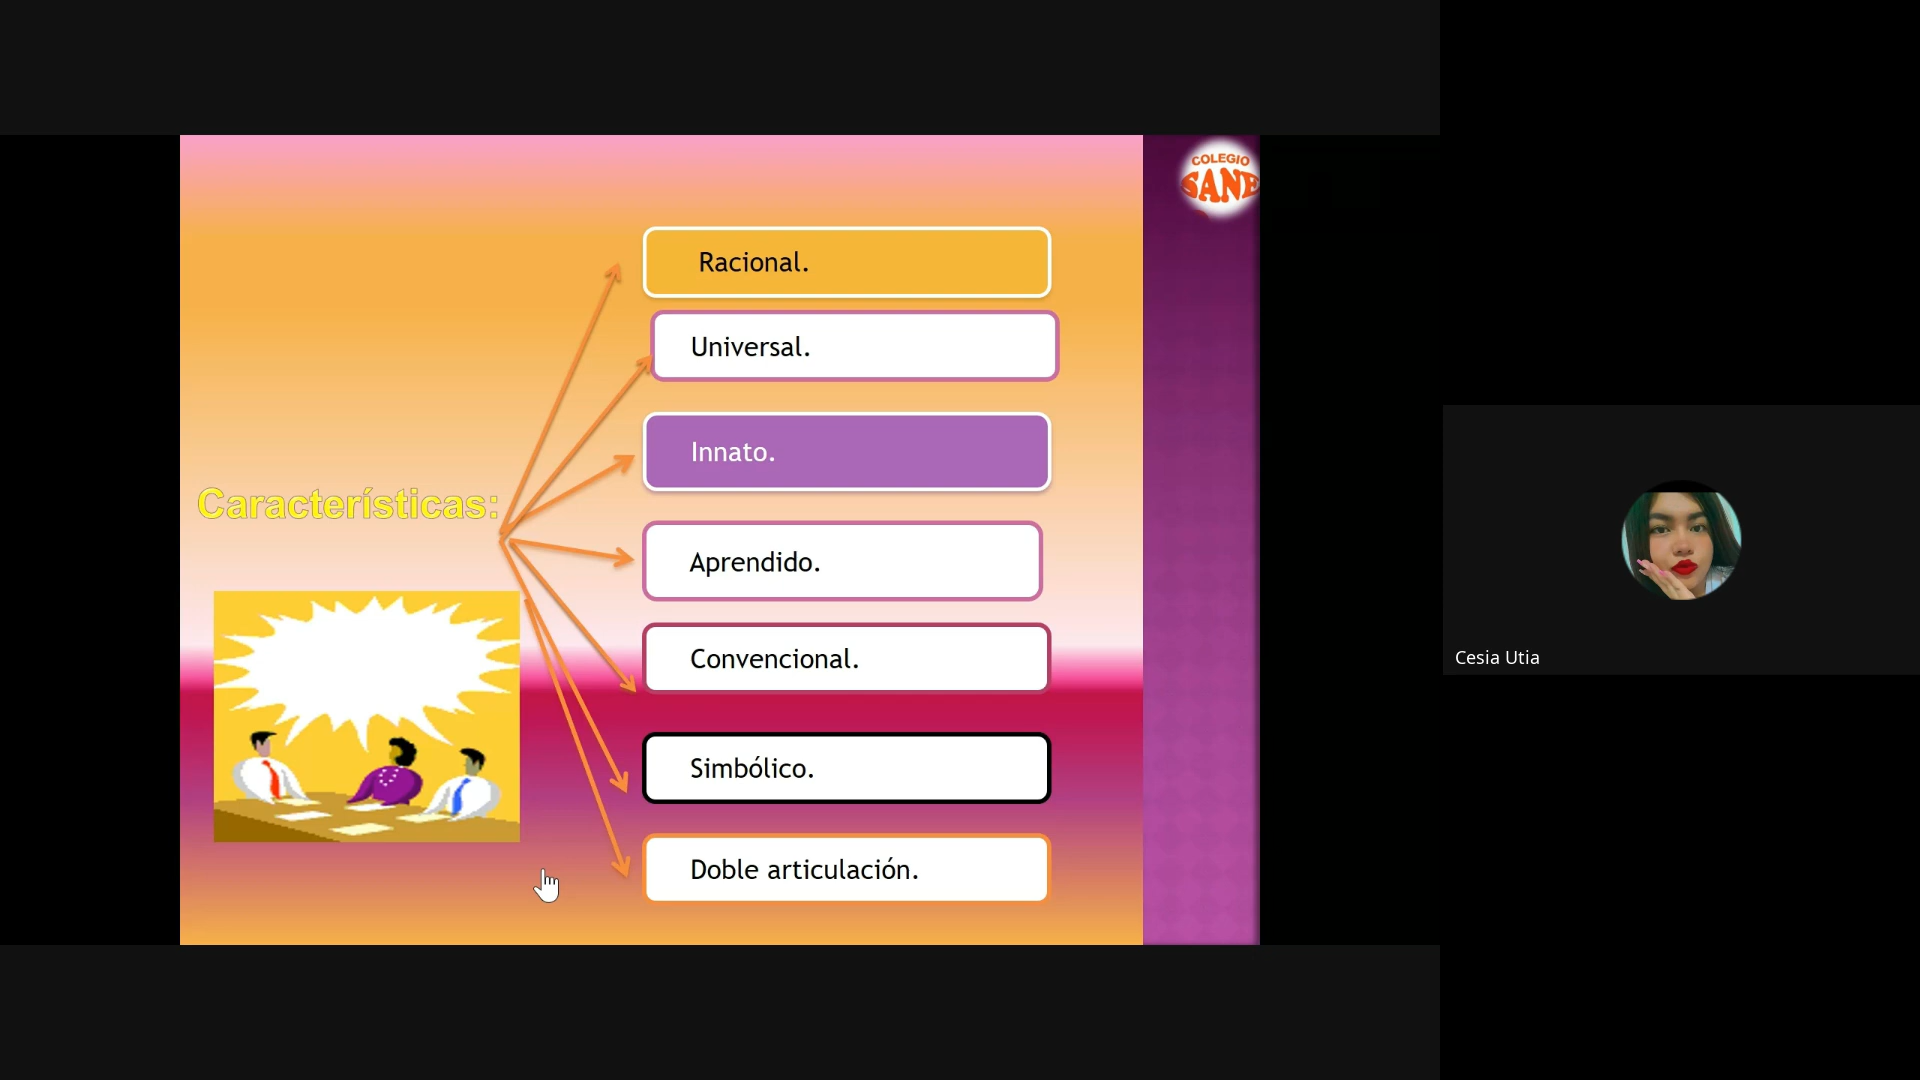 COLEGIO
SANE
Racional.
Universal.
Innato.
Características:
Aprendido.
Convencional.
Simbólico.
Doble articulación.
Cesia Utia